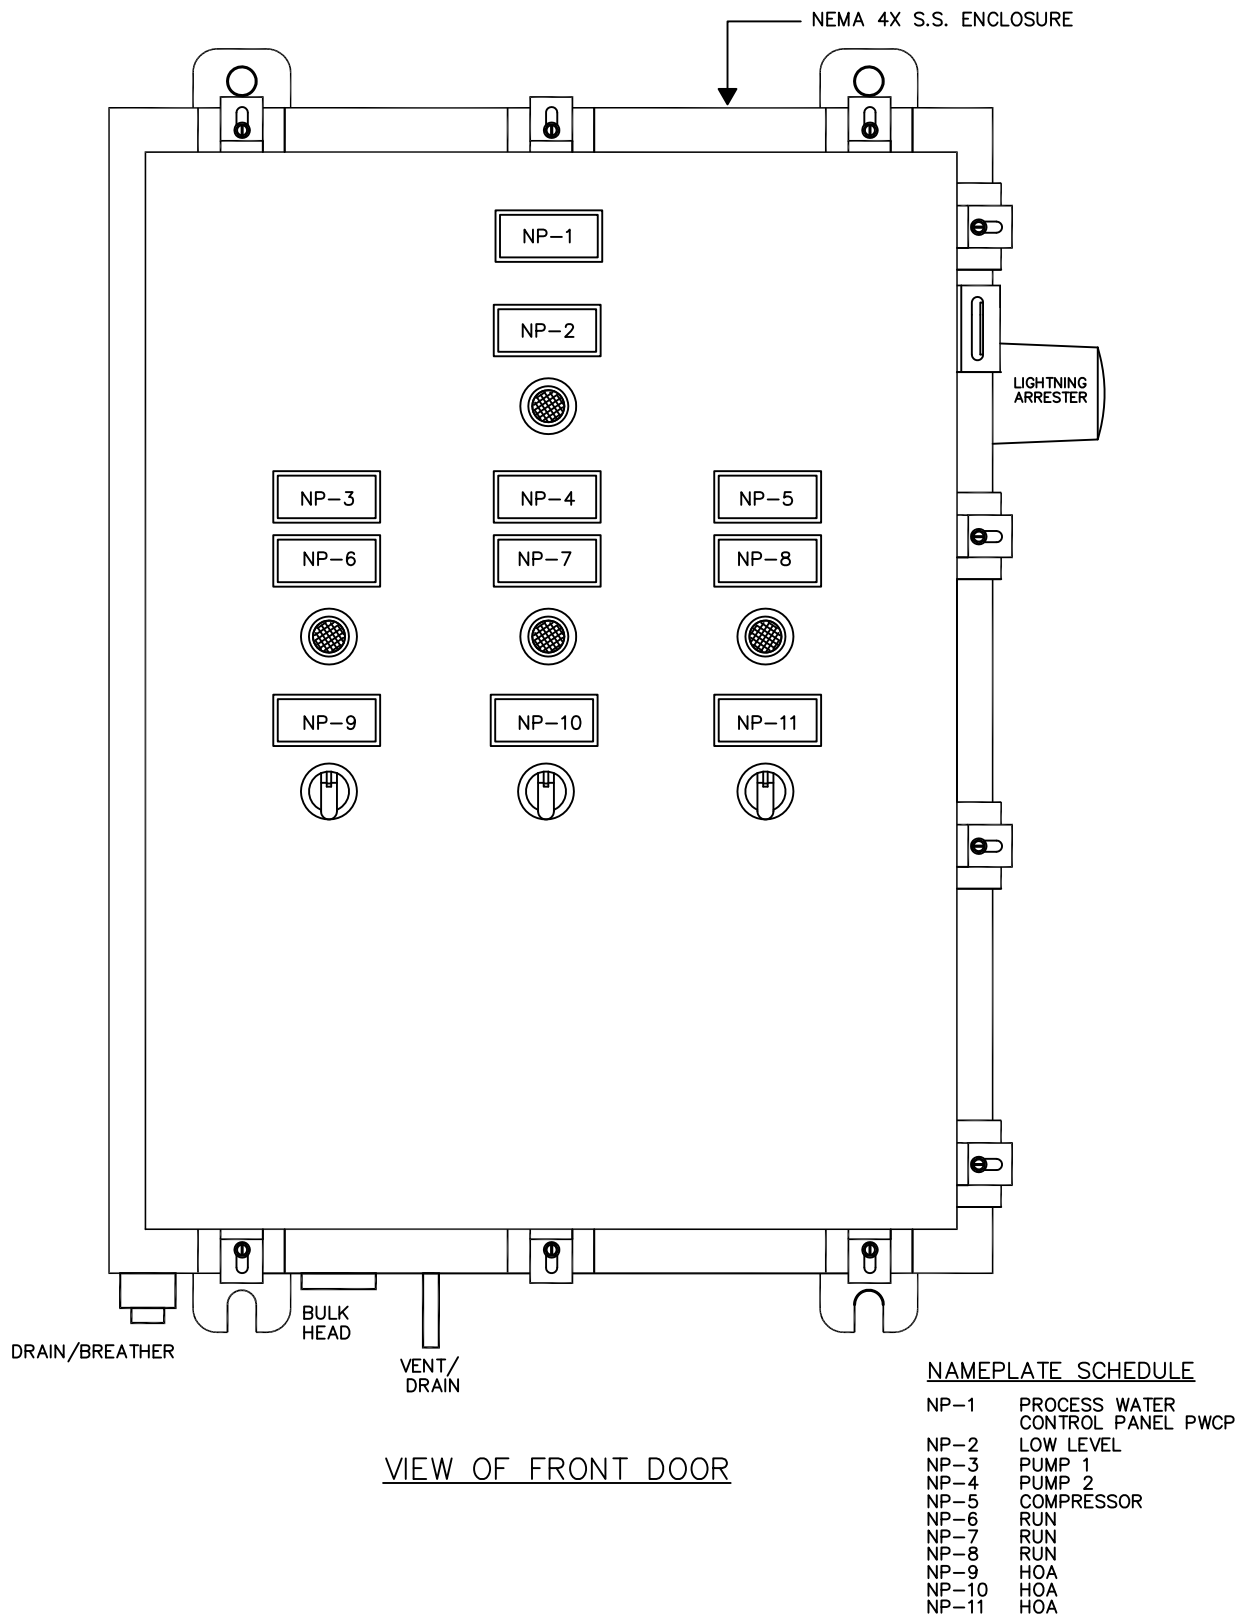 NEMA 4X S.S. ENCLOSURE
NP-1
NP-2
LIGHTNING
ARRESTER
NP-3 NP-4 NP-5
NP-6 NP-7 NP-8
NP-9 NP-10 NP-11
BULK
HEAD
DRAIN/BREATHER
VENT/
DRAIN
VIEW OF FRONT DOOR
NAMEPLATE SCHEDULE
NP-1 PROCESS WATER
CONTROL PANEL PWCP
NP-2 LOW LEVEL
NP-3 PUMP 1
NP-4 PUMP 2
NP-5 COMPRESSOR
NP-6 RUN
NP-7 RUN
NP-8 RUN
NP-9 HOA
NP-10 HOA
NP-11 HOA